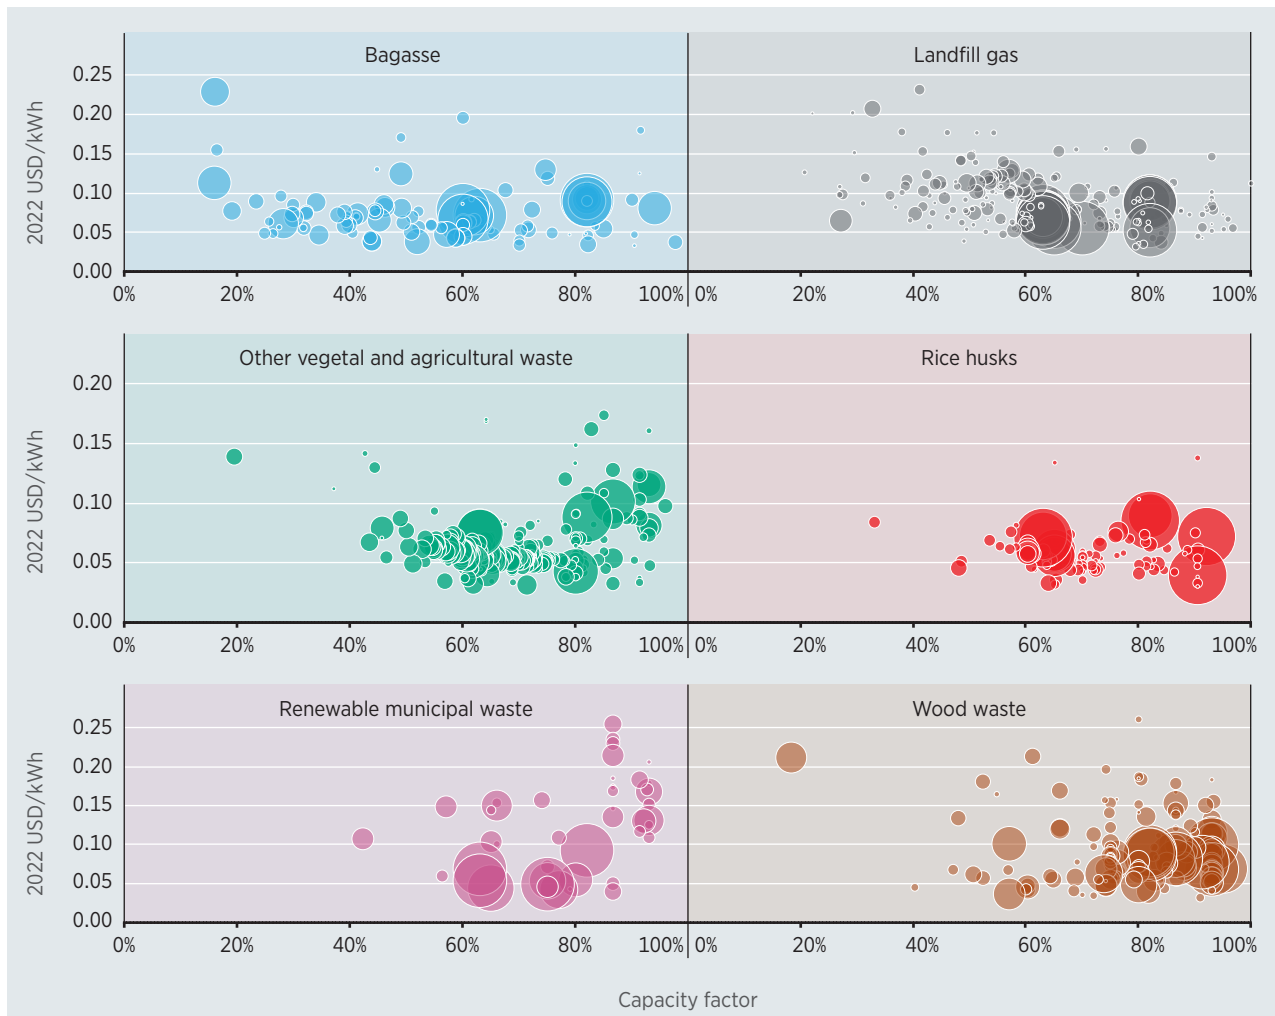 Bagasse
Landfill gas
2022 USD/kWh
0.25
0.20
0.15
0.10
0.05
0.00
0% 20% 40% 60% 80% 100% 0% 20% 40% 60% 80% 100%
Other vegetal and agricultural waste
Rice husks
2022 USD/kWh
0.20
0.15
0.10
0.05
0.00
0% 20% 40% 60% 80% 100% 0% 20% 40% 60% 80% 100%
Renewable municipal waste
Wood waste
2022 USD/kWh
0.25
0.20
0.15
0.10
0.05
0.00
0% 20% 40% 60% 80% 100% 0% 20% 40% 60% 80% 100%
Capacity factor